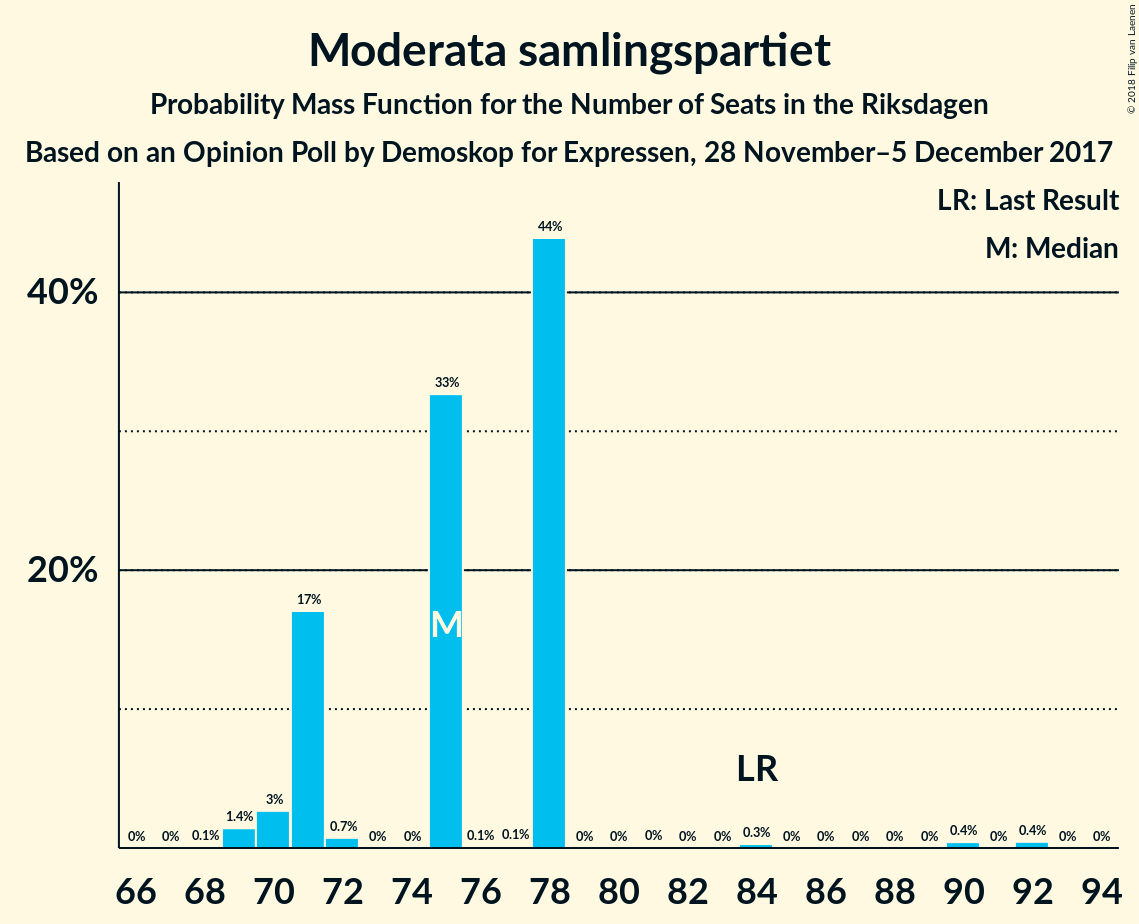 Moderata samlingspartiet
Probability Mass Function for the Number of Seats in the Riksdagen
Based on an Opinion Poll by Demoskop for Expressen, 28 November–5 December 2017
© 2018 Filip van Laenen
LR: Last Result
M: Median
40%
20%
0% 0% 0.1% 1.4% 3% 17% 0.7% 0% 0% 33% 0.1% 0.1% 44% 0% 0% 0% 0% 0% 0.3% 0% 0% 0% 0% 0% 0.4% 0% 0.4% 0% 0%
M
LR
66 68 70 72 74 76 78 80 82 84 86 88 90 92 94